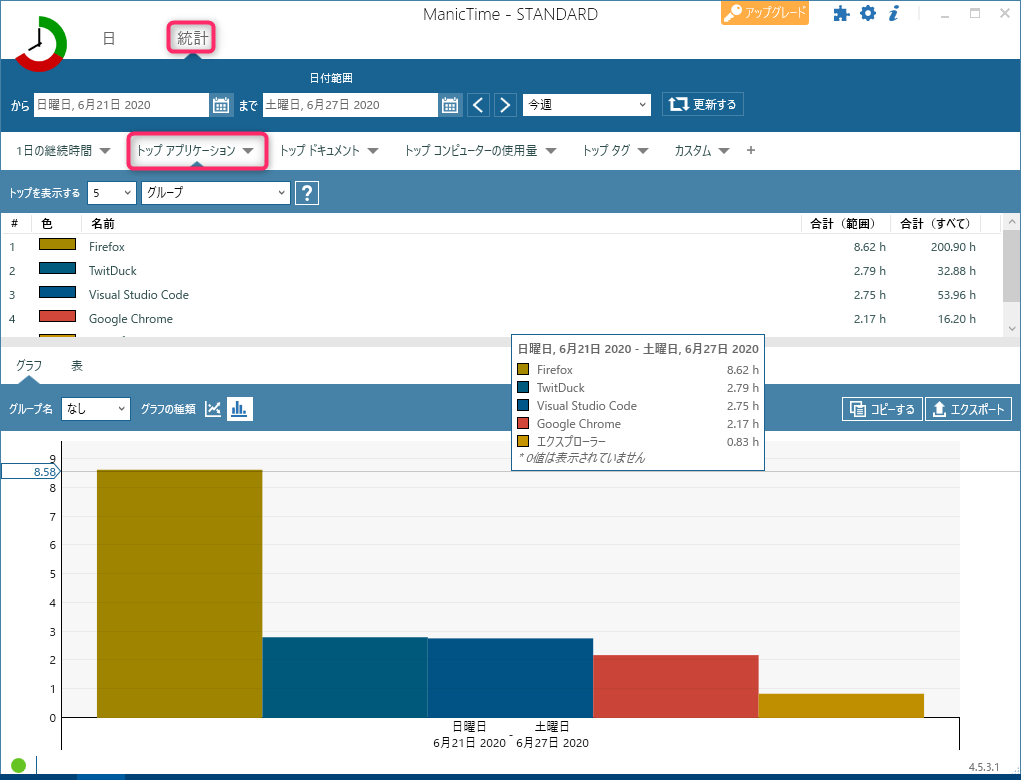 ManicTime - STANDARD
アップグレード
日
統計
日付範囲
から 日曜日, 6月21日 2020 まで 土曜日, 6月27日 2020 今週 更新する
1日の継続時間 トップ アプリケーション トップ ドキュメント トップ コンピューターの使用量 トップ タグ カスタム +
トップを表示する 5 グループ ?
# 色 名前 合計（範囲） 合計（すべて）
1 Firefox 8.62 h 200.90 h
2 TwitDuck 2.79 h 32.88 h
3 Visual Studio Code 2.75 h 53.96 h
4 Google Chrome 2.17 h 16.20 h
グラフ 表
グループ名 なし グラフの種類 コピーする エクスポート
日曜日, 6月21日 2020 - 土曜日, 6月27日 2020
Firefox 8.62 h
TwitDuck 2.79 h
Visual Studio Code 2.75 h
Google Chrome 2.17 h
エクスプローラー 0.83 h
* 0値は表示されていません
9
8.58
8
7
6
5
4
3
2
1
0
日曜日 土曜日
6月21日 2020 - 6月27日 2020
4.5.3.1